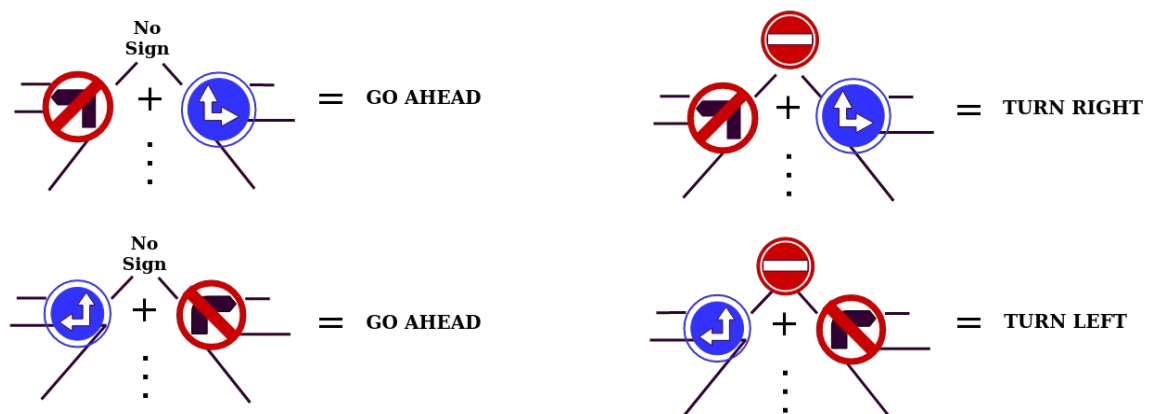 No
Sign
+
= GO AHEAD
+
= TURN RIGHT
No
Sign
+
= GO AHEAD
+
= TURN LEFT